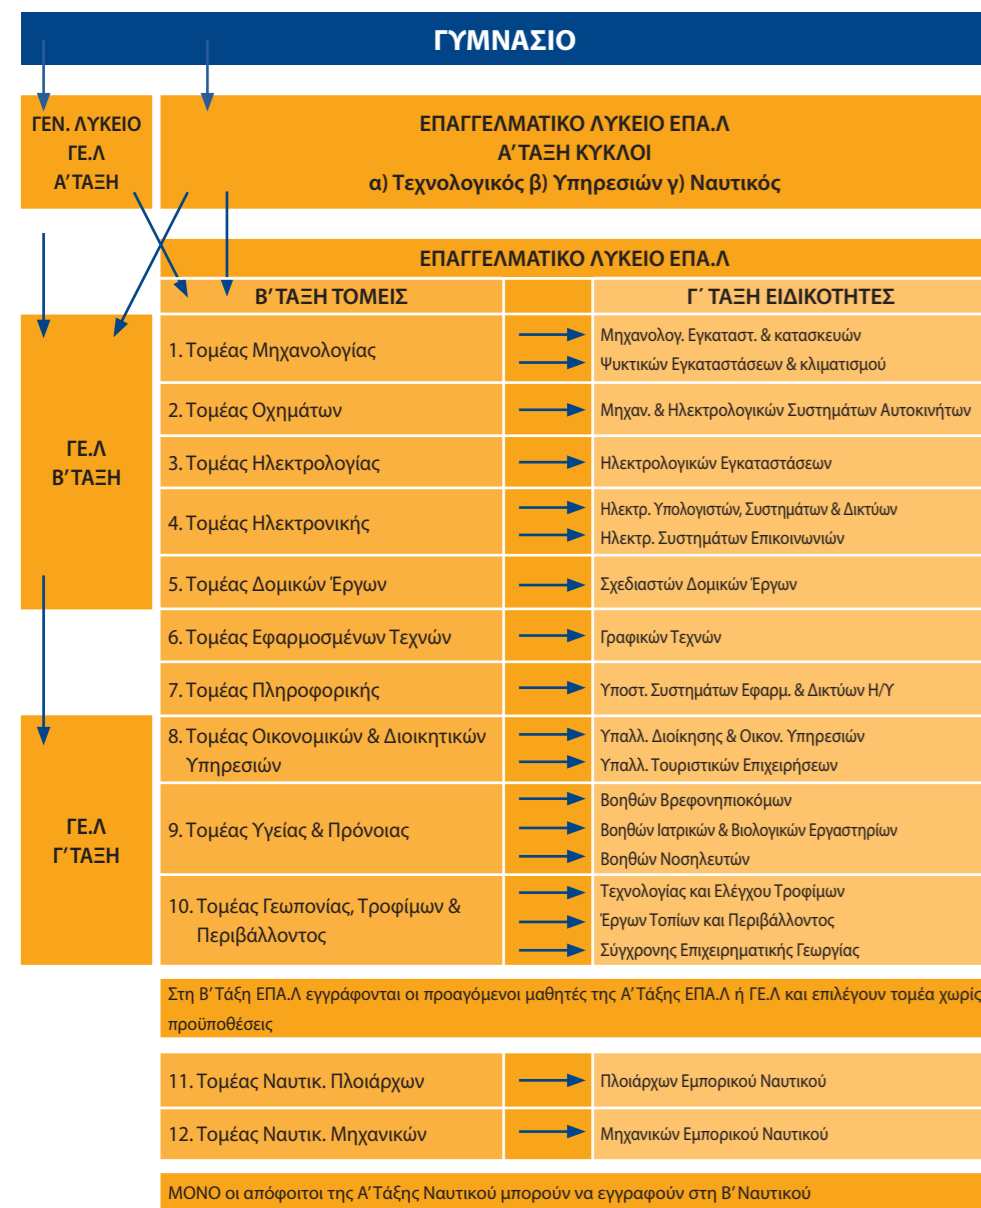 ΓΥΜΝΑΣΙΟ
ΓΕΝ. ΛΥΚΕΙΟ
ΓΕ.Λ
Α' ΤΑΞΗ
ΕΠΑΓΓΕΛΜΑΤΙΚΟ ΛΥΚΕΙΟ ΕΠΑ.Λ
Α' ΤΑΞΗ ΚΥΚΛΟΙ
α) Τεχνολογικός β) Υπηρεσιών γ) Ναυτικός
ΕΠΑΓΓΕΛΜΑΤΙΚΟ ΛΥΚΕΙΟ ΕΠΑ.Λ
Β' ΤΑΞΗ ΤΟΜΕΙΣ
Γ΄ ΤΑΞΗ ΕΙΔΙΚΟΤΗΤΕΣ
ΓΕ.Λ
Β' ΤΑΞΗ
1. Τομέας Μηχανολογίας
Μηχανολογ. Εγκαταστ. & κατασκευών
Ψυκτικών Εγκαταστάσεων & κλιματισμού
2. Τομέας Οχημάτων
Μηχαν. & Ηλεκτρολογικών Συστημάτων Αυτοκινήτων
3. Τομέας Ηλεκτρολογίας
Ηλεκτρολογικών Εγκαταστάσεων
4. Τομέας Ηλεκτρονικής
Ηλεκτρ. Υπολογιστών, Συστημάτων & Δικτύων
Ηλεκτρ. Συστημάτων Επικοινωνιών
5. Τομέας Δομικών Έργων
Σχεδιαστών Δομικών Έργων
6. Τομέας Εφαρμοσμένων Τεχνών
Γραφικών Τεχνών
7. Τομέας Πληροφορικής
Υποστ. Συστημάτων Εφαρμ. & Δικτύων Η/Υ
ΓΕ.Λ
Γ' ΤΑΞΗ
8. Τομέας Οικονομικών & Διοικητικών
Υπηρεσιών
Υπαλλ. Διοίκησης & Οικον. Υπηρεσιών
Υπαλλ. Τουριστικών Επιχειρήσεων
9. Τομέας Υγείας & Πρόνοιας
Βοηθών Βρεφονηπιοκόμων
Βοηθών Ιατρικών & Βιολογικών Εργαστηρίων
Βοηθών Νοσηλευτών
10. Τομέας Γεωπονίας, Τροφίμων &
Περιβάλλοντος
Τεχνολογίας και Ελέγχου Τροφίμων
Έργων Τοπίων και Περιβάλλοντος
Σύγχρονης Επιχειρηματικής Γεωργίας
Στη Β' Τάξη ΕΠΑ.Λ εγγράφονται οι προαγόμενοι μαθητές της Α' Τάξης ΕΠΑ.Λ ή ΓΕ.Λ και επιλέγουν τομέα χωρίς
προϋποθέσεις
11. Τομέας Ναυτικ. Πλοιάρχων
Πλοιάρχων Εμπορικού Ναυτικού
12. Τομέας Ναυτικ. Μηχανικών
Μηχανικών Εμπορικού Ναυτικού
ΜΟΝΟ οι απόφοιτοι της Α' Τάξης Ναυτικού μπορούν να εγγραφούν στη Β' Ναυτικού